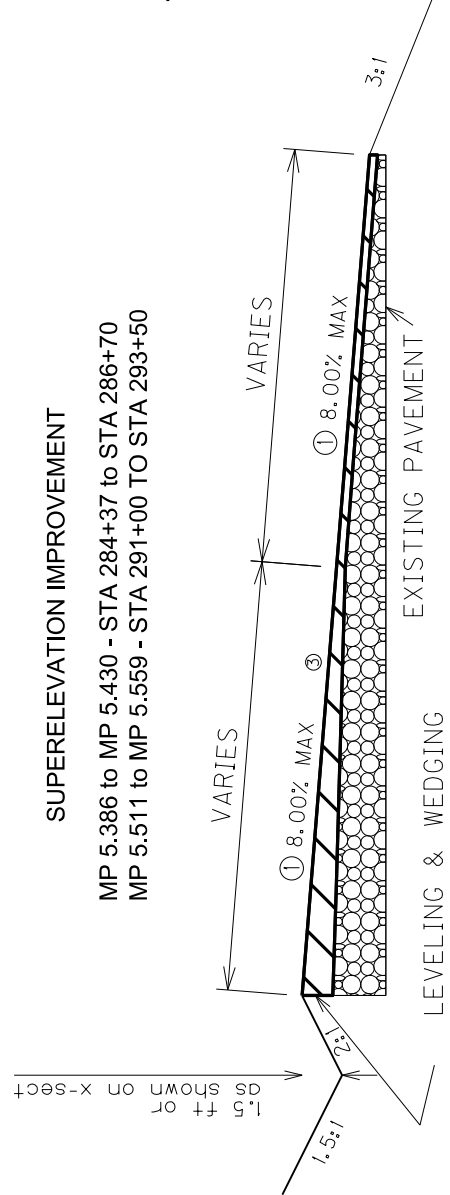 SUPERELEVATION IMPROVEMENT
MP 5.386 to MP 5.430 - STA 284+37 to STA 286+70
MP 5.511 to MP 5.559 - STA 291+00 TO STA 293+50
1.5 ft or
as shown on x-sect
VARIES
VARIES
1.5:1
2:1
① 8.00% MAX
③
① 8.00% MAX
3:1
LEVELING & WEDGING
EXISTING PAVEMENT